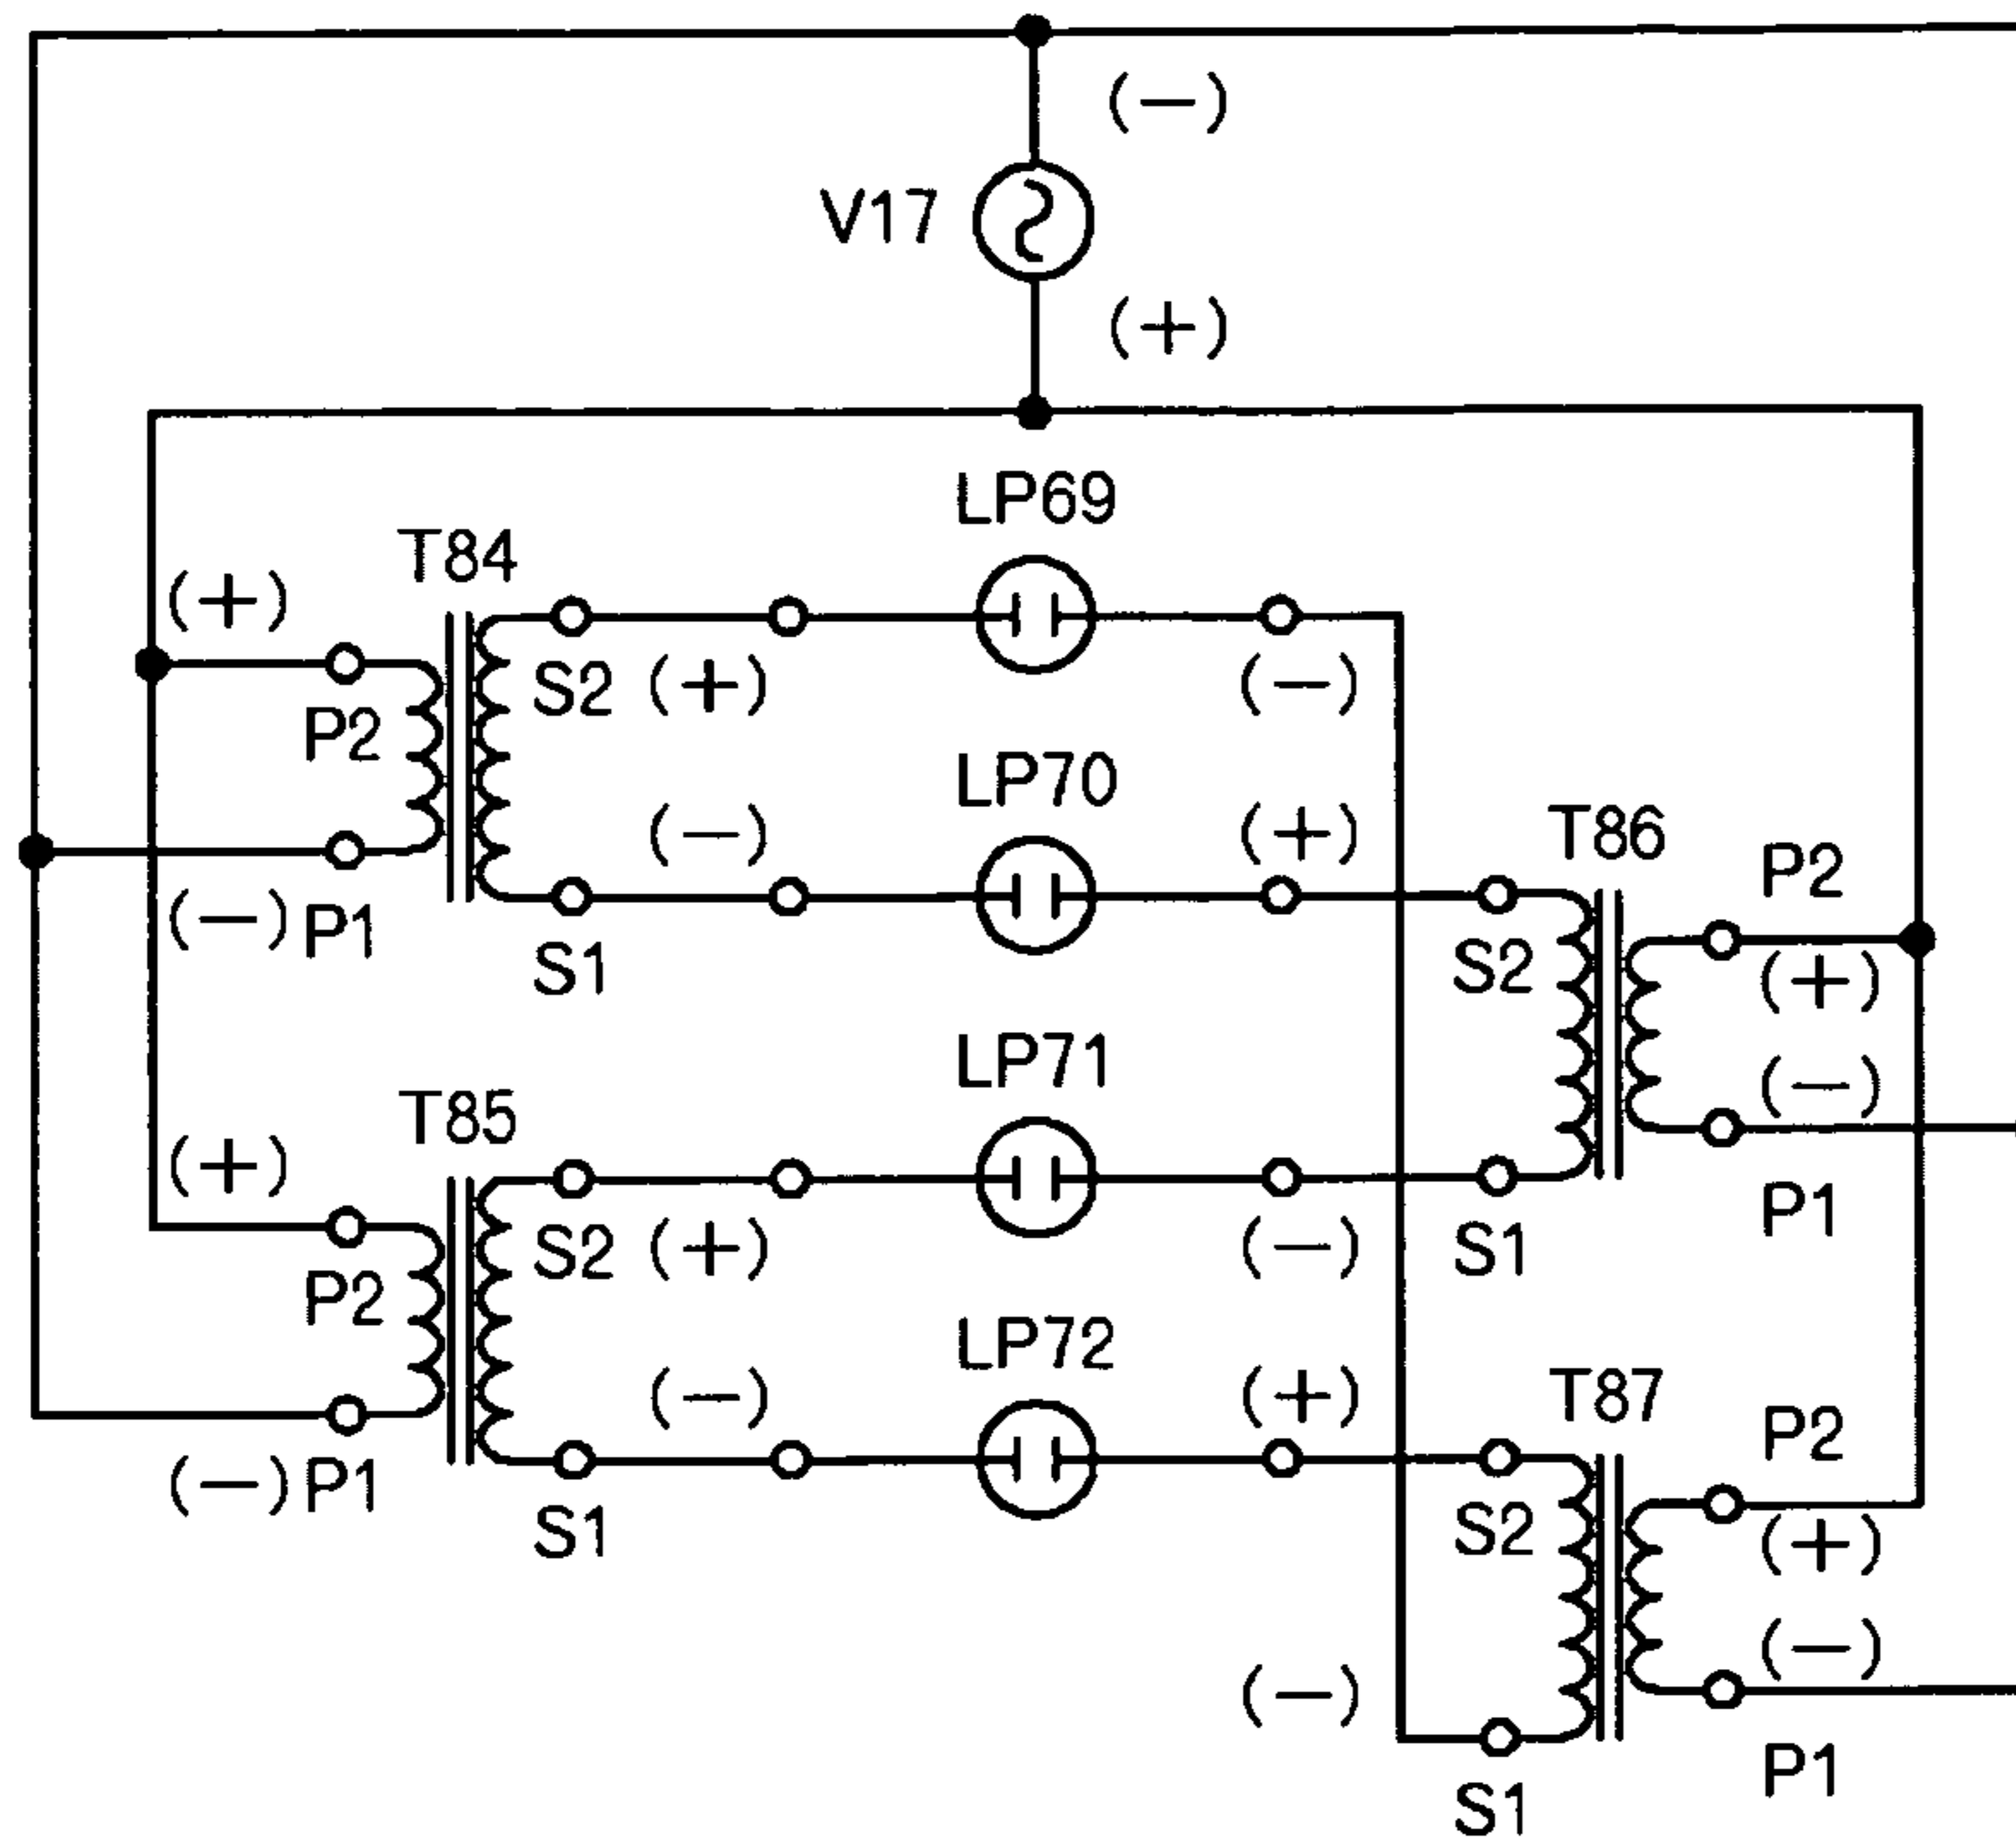 (−)
V17
(+)
LP69
T84
(+)
S2 (+)
(−)
P2
LP70
(−)
(+)
T86
P2
(−) P1
S1
S2
(+)
LP71
(−)
T85
(+)
P1
S2 (+)
(−)
S1
P2
LP72
(−)
(+)
T87
P2
(−) P1
S1
S2
(+)
(−)
(−)
P1
S1